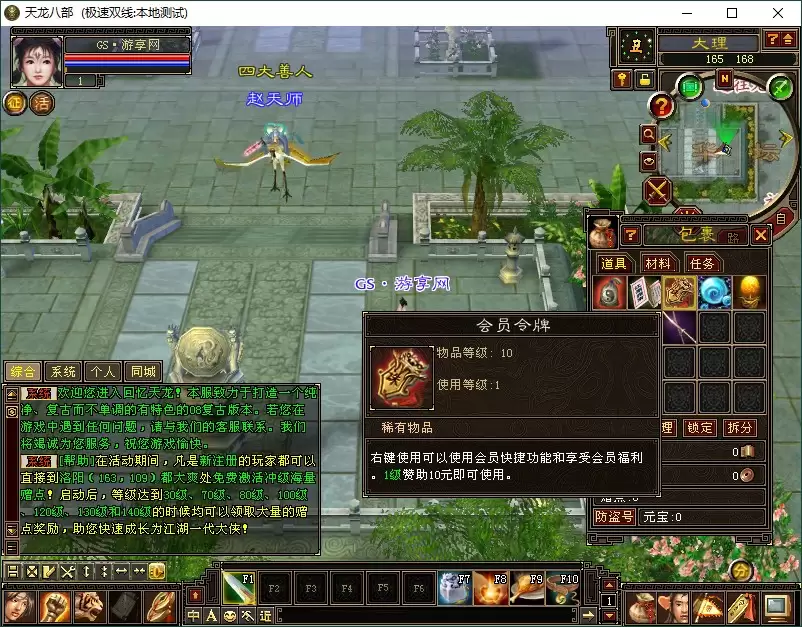 天龙八部 (极速双线:本地测试)
GS·游享网
1
征
活
四大善人
赵天师
大理
165 168
N
自
GS·游享网
包裹
道具 材料 任务
会员令牌
物品等级: 10
使用等级:1
稀有物品
右键使用可以使用会员快捷功能和享受会员福利
。1级赞助10元即可使用。
理 锁定 拆分
0
0
防盗号 元宝:0
综合 系统 个人 同城
欢迎您进入回忆天龙! 本服致力于打造一个纯
净、复古而不单调的有特色的08复古版本。若您在
游戏中遇到任何问题, 请与我们的客服联系。我们
将竭诚为您服务, 祝您游戏愉快。
系统 [帮助]在活动期间, 凡是新注册的玩家都可以
直接到洛阳 (163, 109) 都大爽处免费激活冲级海量
赠点! 启动后, 等级达到30级、70级、80级、100级
、120级、130级和140级的时候均可以领取大量的赠
点奖励, 助您快速成长为江湖一代大侠!
F1 F2 F3 F4 F5 F6 F7 F8 F9 F10
1
中 A 近